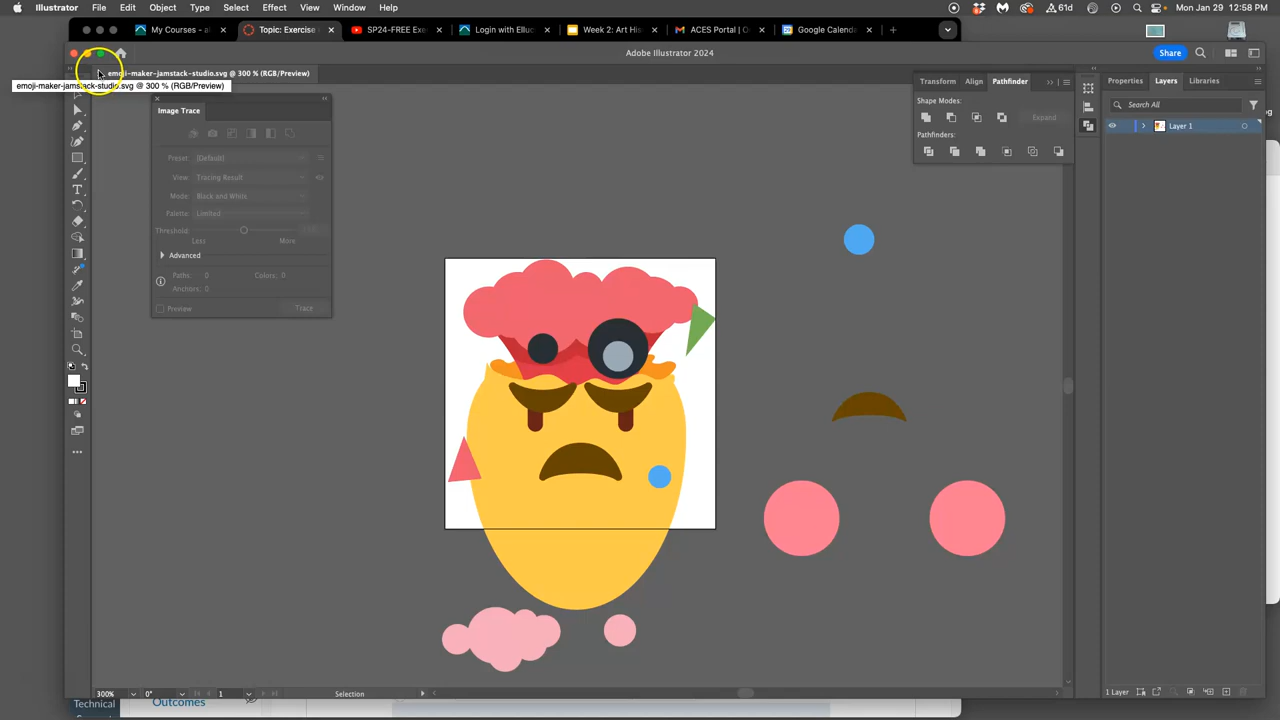 Illustrator File Edit Object Type Select Effect View Window Help 61d Mon Jan 29 12:58 PM
My Courses - a Topic: Exercise SP24-FREE Exe Login with Elluc Week 2: Art His ACES Portal | O Google Calenda
Adobe Illustrator 2024 Share
emoji-maker-jamstack-studio.svg @ 300 % (RGB/Preview)
emoji-maker-jamstack-studio.svg @ 300 % (RGB/Preview)
Image Trace
Preset: [Default]
View: Tracing Result
Mode: Black and White
Palette: Limited
Threshold:
Less More
Advanced
Paths: 0 Colors: 0
Anchors: 0
Preview Trace
Transform Align Pathfinder
Shape Modes:
Expand
Pathfinders:
Properties Layers Libraries
Search All
Layer 1
300% 0° 1 Selection
1 Layer
Technical Outcomes